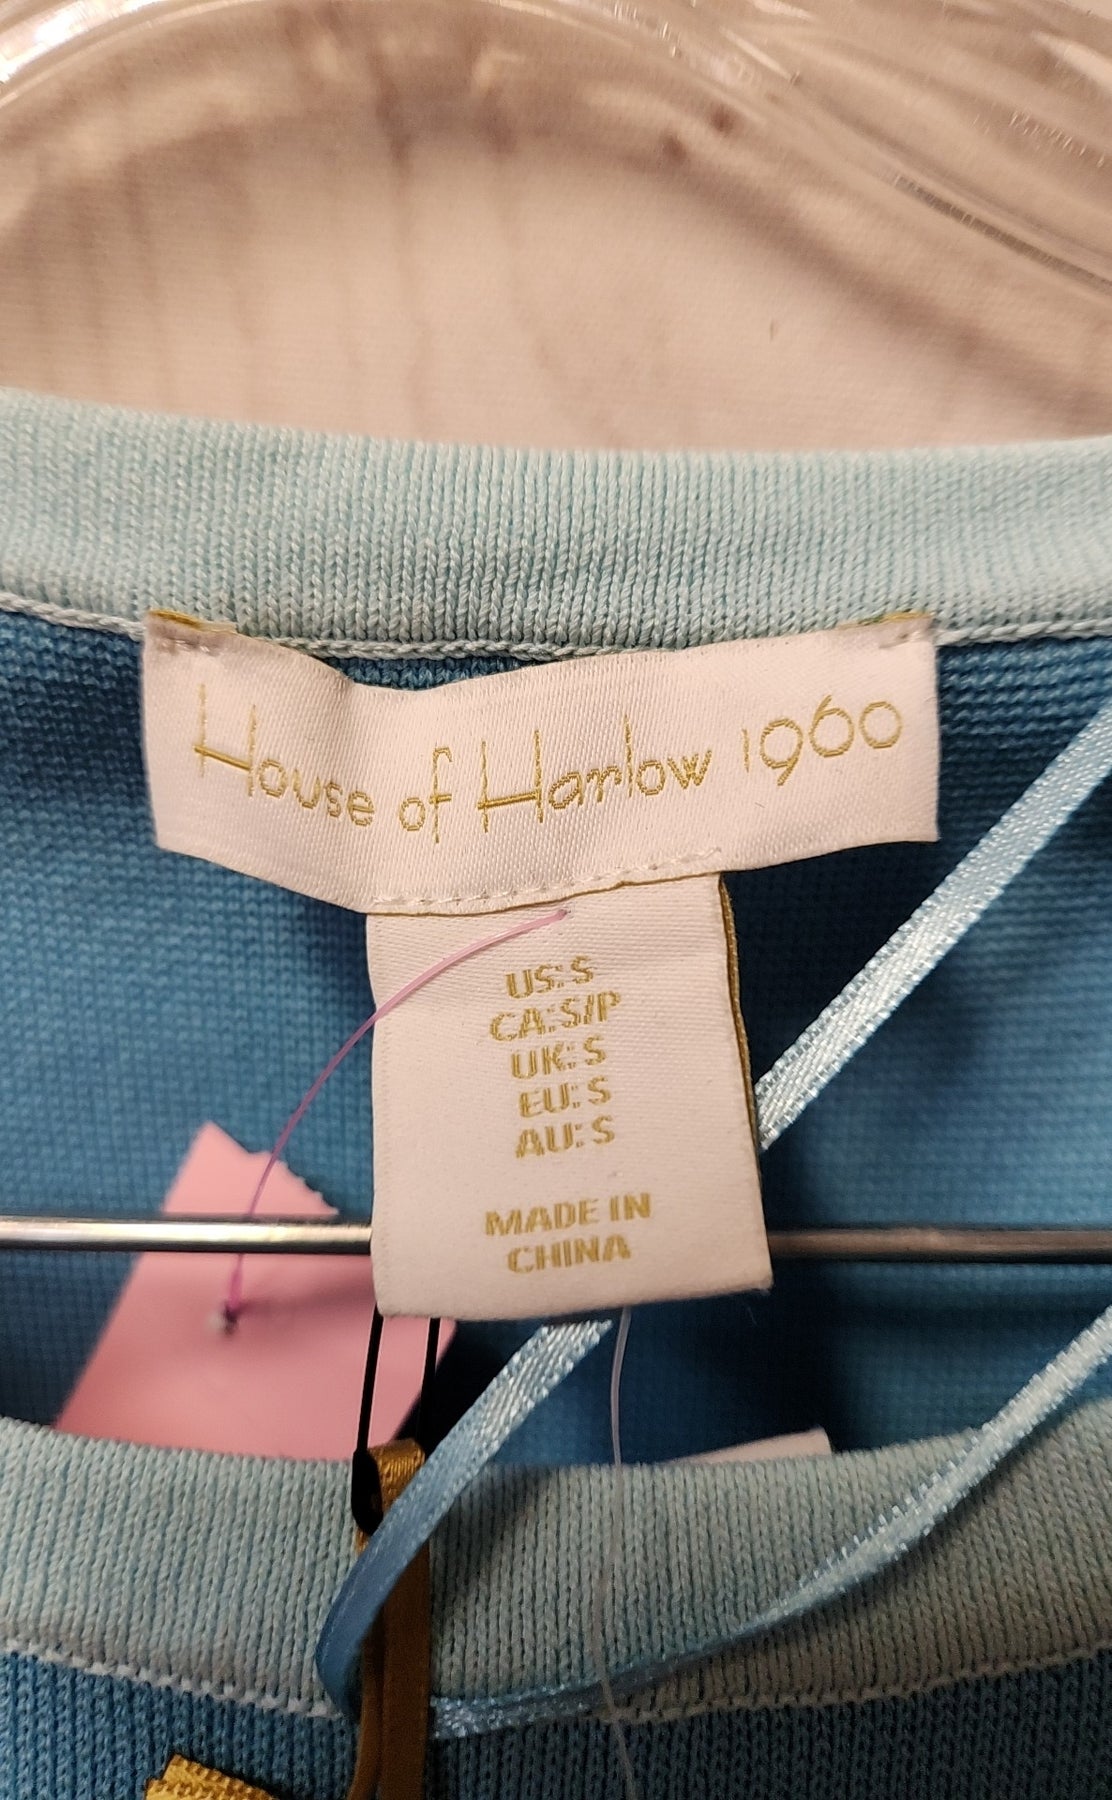 House of Harlow 1960
US: S
CA: S/P
UK: S
EU: S
AU: S
MADE IN
CHINA